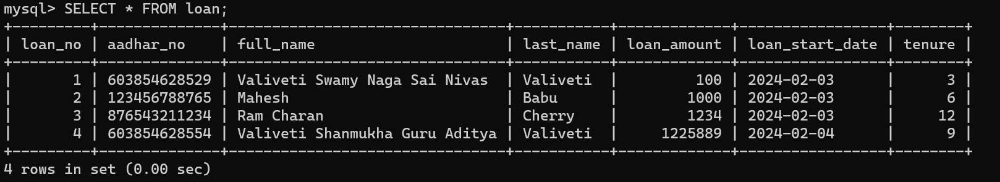 mysql> SELECT * FROM loan;
+---------+--------------+--------------------------------+-----------+-------------+-----------------+--------+
| loan_no | aadhar_no    | full_name                      | last_name | loan_amount | loan_start_date | tenure |
+---------+--------------+--------------------------------+-----------+-------------+-----------------+--------+
|       1 | 603854628529 | Valiveti Swamy Naga Sai Nivas  | Valiveti  |         100 | 2024-02-03      |      3 |
|       2 | 123456788765 | Mahesh                         | Babu      |        1000 | 2024-02-03      |      6 |
|       3 | 876543211234 | Ram Charan                     | Cherry    |        1234 | 2024-02-03      |     12 |
|       4 | 603854628554 | Valiveti Shanmukha Guru Aditya | Valiveti  |     1225889 | 2024-02-04      |      9 |
+---------+--------------+--------------------------------+-----------+-------------+-----------------+--------+
4 rows in set (0.00 sec)